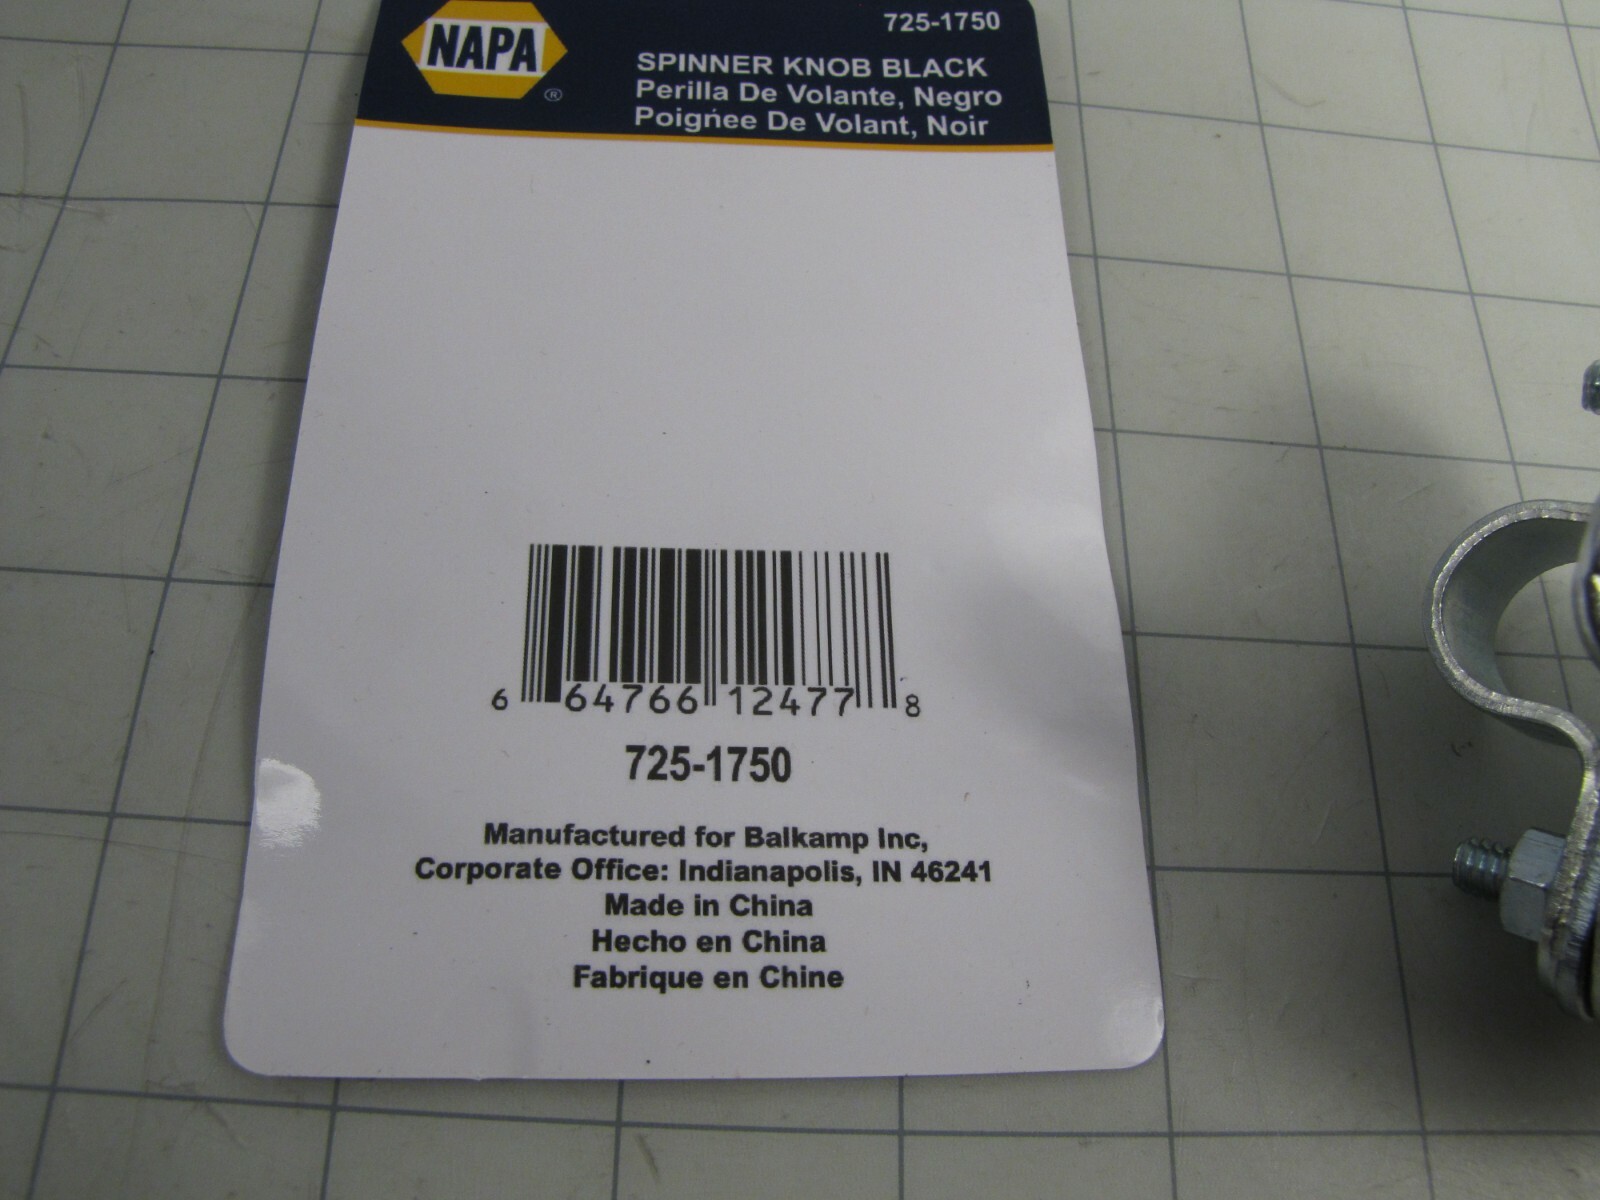 NAPA
®
725-1750
SPINNER KNOB BLACK
Perilla De Volante, Negro
Poigńee De Volant, Noir
6 64766 12477 8
725-1750
Manufactured for Balkamp Inc,
Corporate Office: Indianapolis, IN 46241
Made in China
Hecho en China
Fabrique en Chine